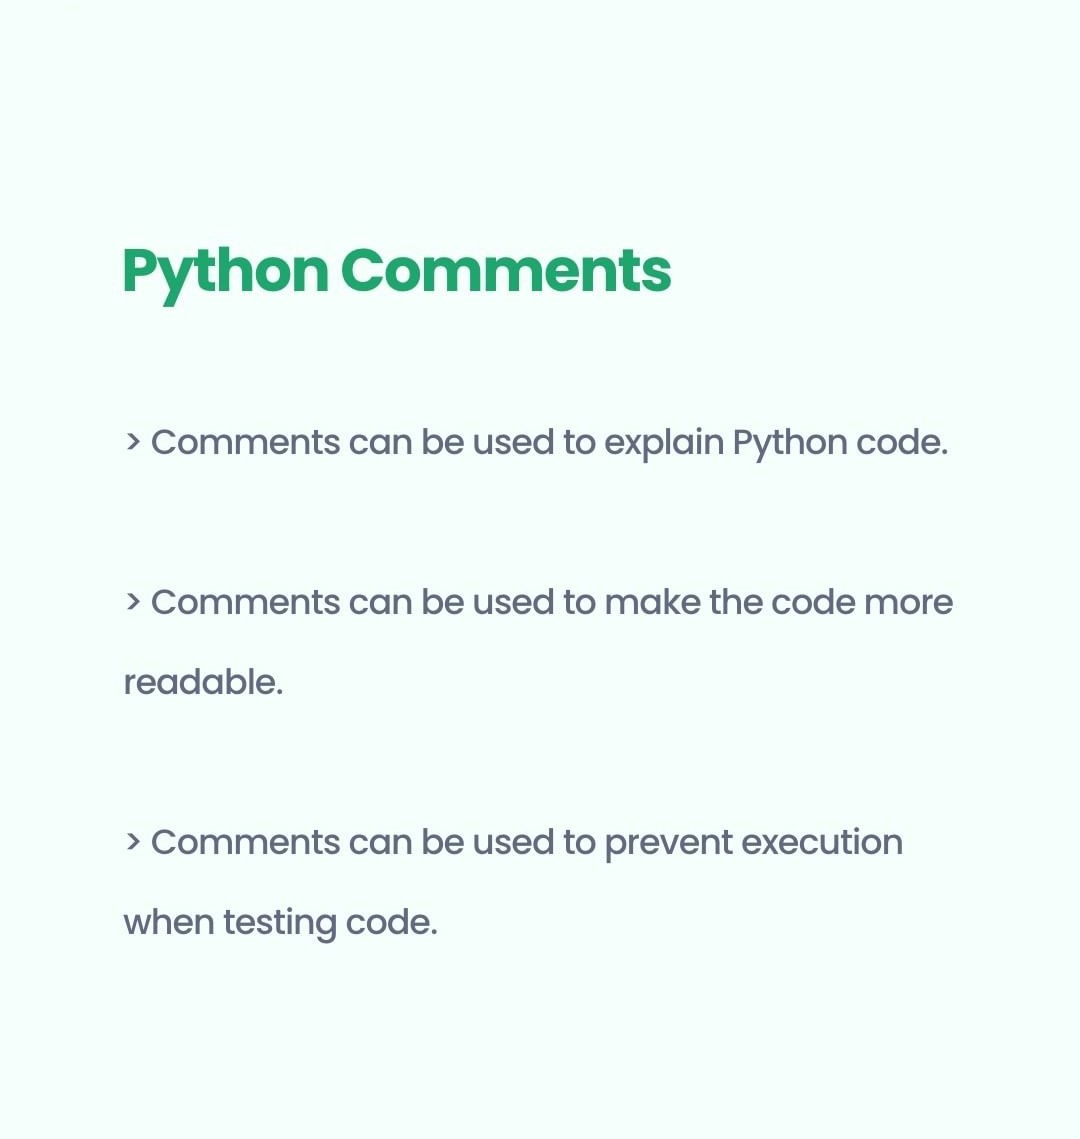 Python Comments
> Comments can be used to explain Python code.
> Comments can be used to make the code more
readable.
> Comments can be used to prevent execution
when testing code.